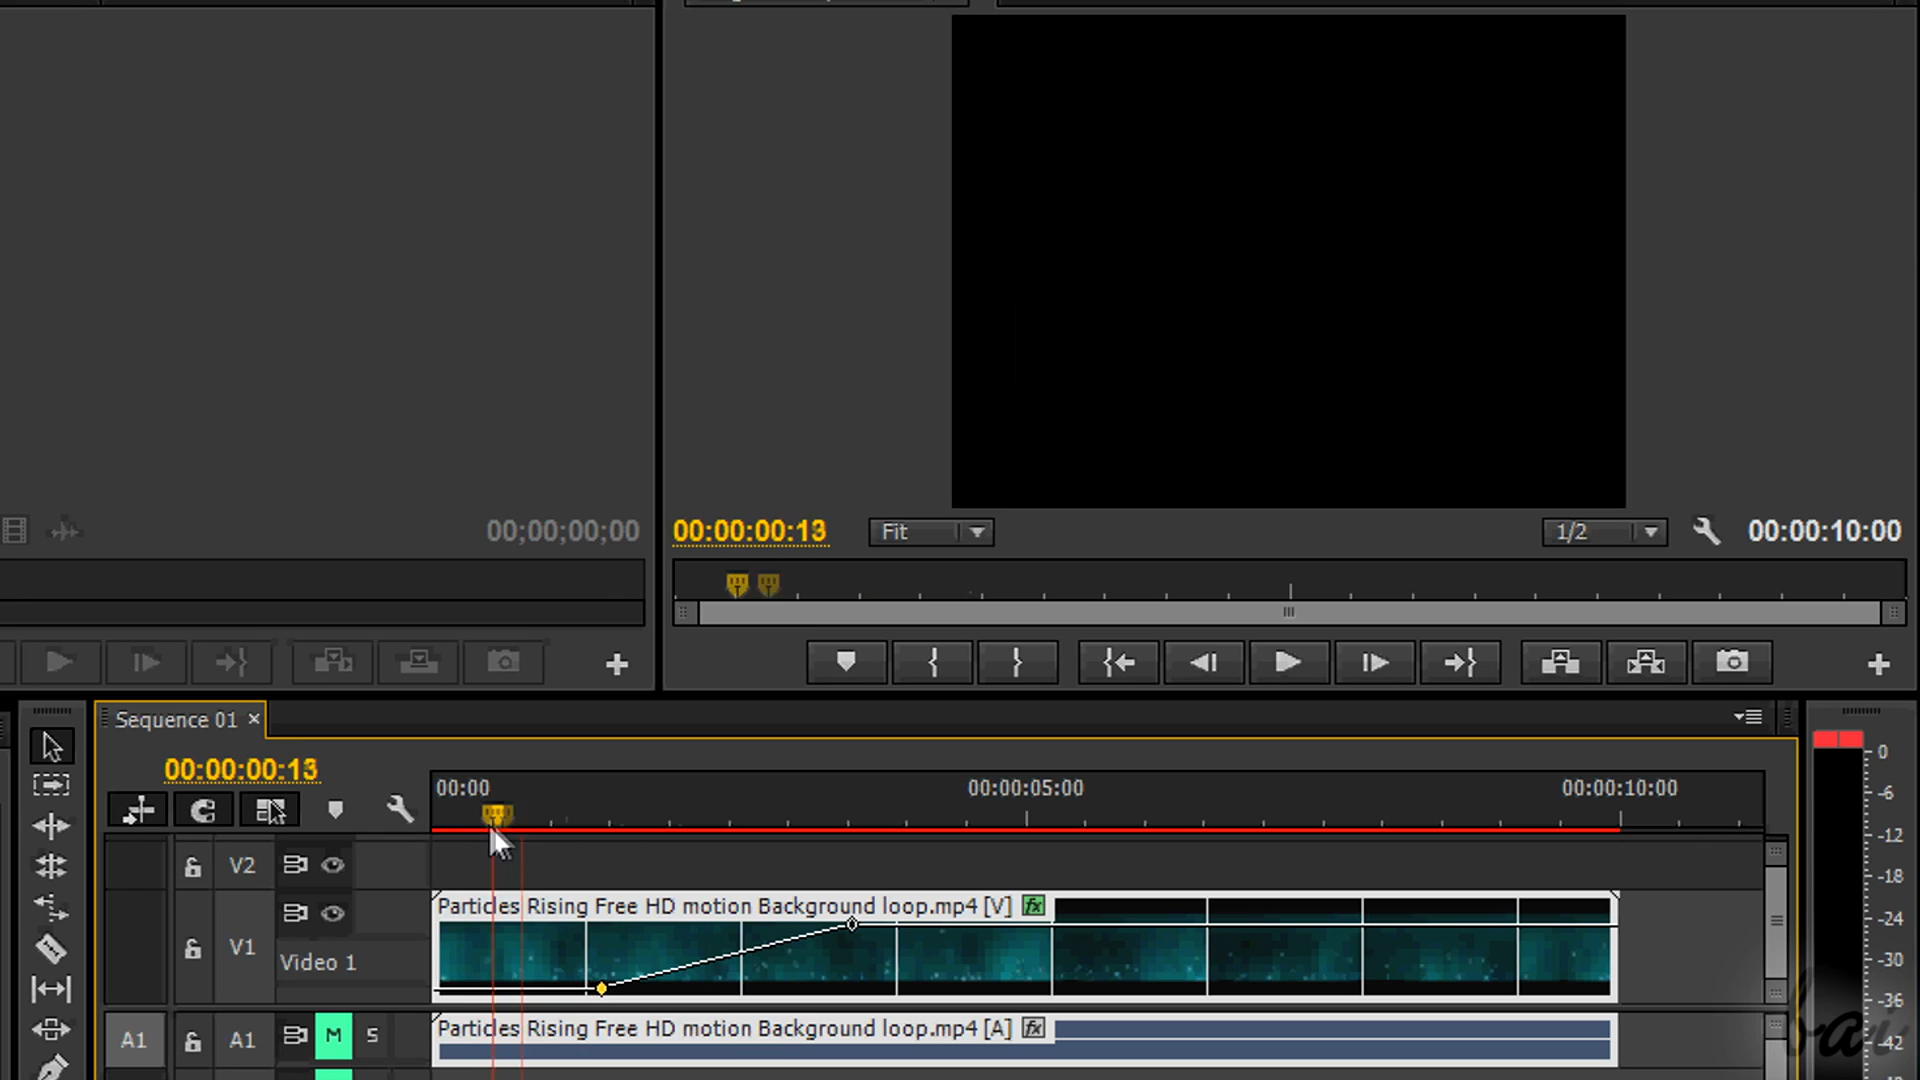 00;00;00;00
00:00:00:13
Fit
1/2
00:00:10:00
Sequence 01 ×
00:00:00:13
00:00
00:00:05:00
00:00:10:00
V2
Particles Rising Free HD motion Background loop.mp4 [V] fx
V1
Video 1
A1
A1
M
S
Particles Rising Free HD motion Background loop.mp4 [A] fx
0
-6
-12
-18
-24
-30
-36
-42